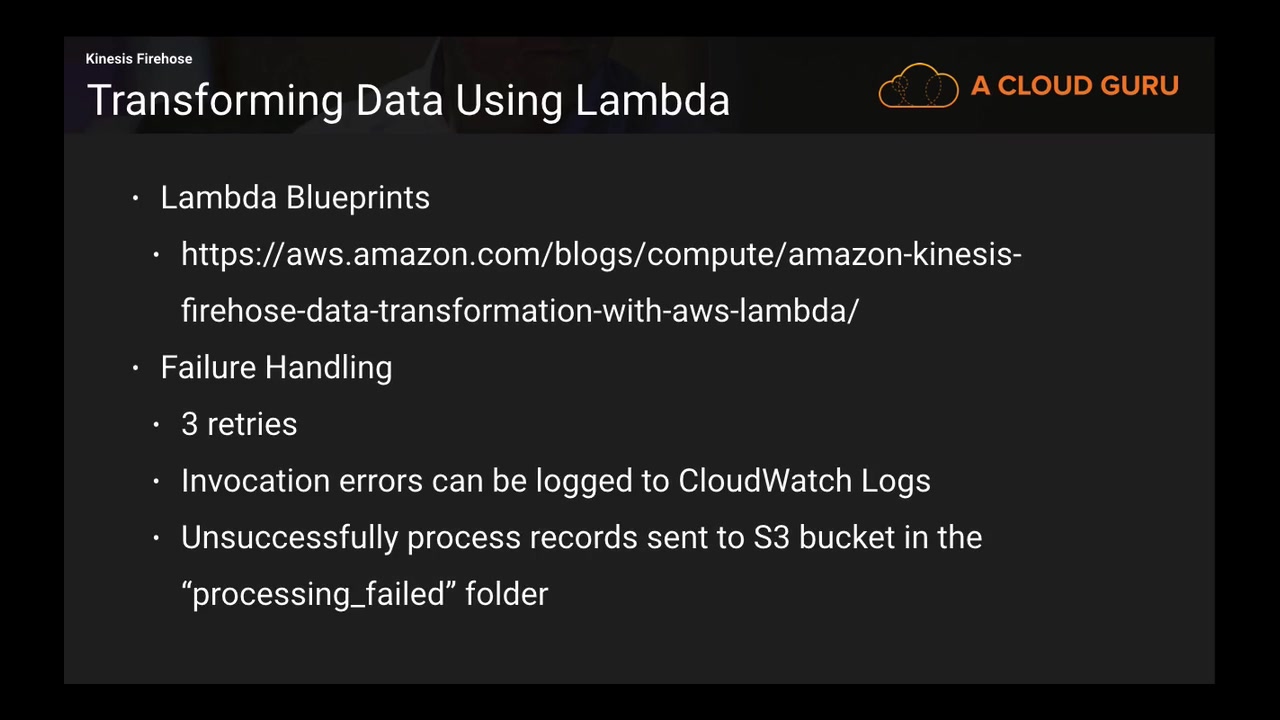 Kinesis Firehose
Transforming Data Using Lambda
A CLOUD GURU
• Lambda Blueprints
• https://aws.amazon.com/blogs/compute/amazon-kinesis-
firehose-data-transformation-with-aws-lambda/
• Failure Handling
• 3 retries
• Invocation errors can be logged to CloudWatch Logs
• Unsuccessfully process records sent to S3 bucket in the
“processing_failed” folder